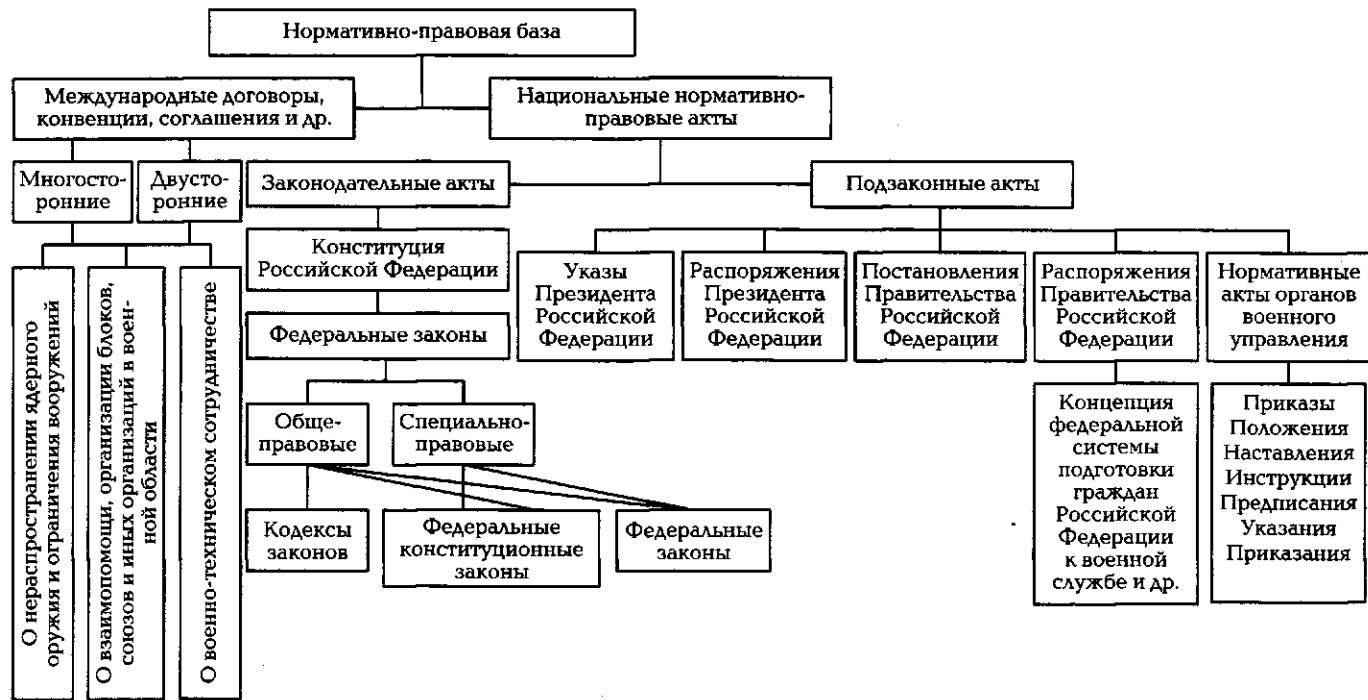 Нормативно-правовая база
Международные договоры,
конвенции, соглашения и др.
Национальные нормативно-
правовые акты
Многосто-
ронние
Двусто-
ронние
Законодательные акты
Подзаконные акты
О нераспространении ядерного
оружия и ограничения вооружений
О взаимопомощи, организации блоков,
союзов и иных организаций в воен-
ной области
О военно-техническом сотрудничестве
Конституция
Российской Федерации
Федеральные законы
Обще-
правовые
Специально-
правовые
Кодексы
законов
Федеральные
конституционные
законы
Федеральные
законы
Указы
Президента
Российской
Федерации
Распоряжения
Президента
Российской
Федерации
Постановления
Правительства
Российской
Федерации
Распоряжения
Правительства
Российской
Федерации
Нормативные
акты органов
военного
управления
Концепция
федеральной
системы
подготовки
граждан
Российской
Федерации
к военной
службе и др.
Приказы
Положения
Наставления
Инструкции
Предписания
Указания
Приказания